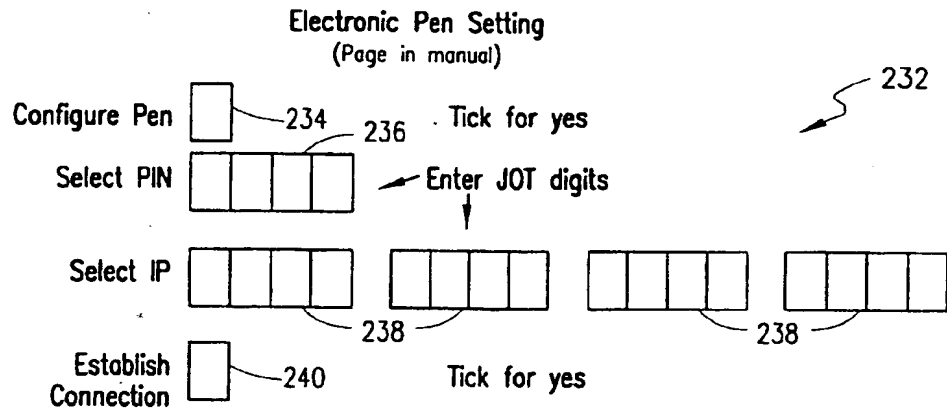 Electronic Pen Setting
(Page in manual)
232
Configure Pen 234 Tick for yes
236
Select PIN Enter JOT digits
Select IP
238 238
Establish
Connection 240 Tick for yes